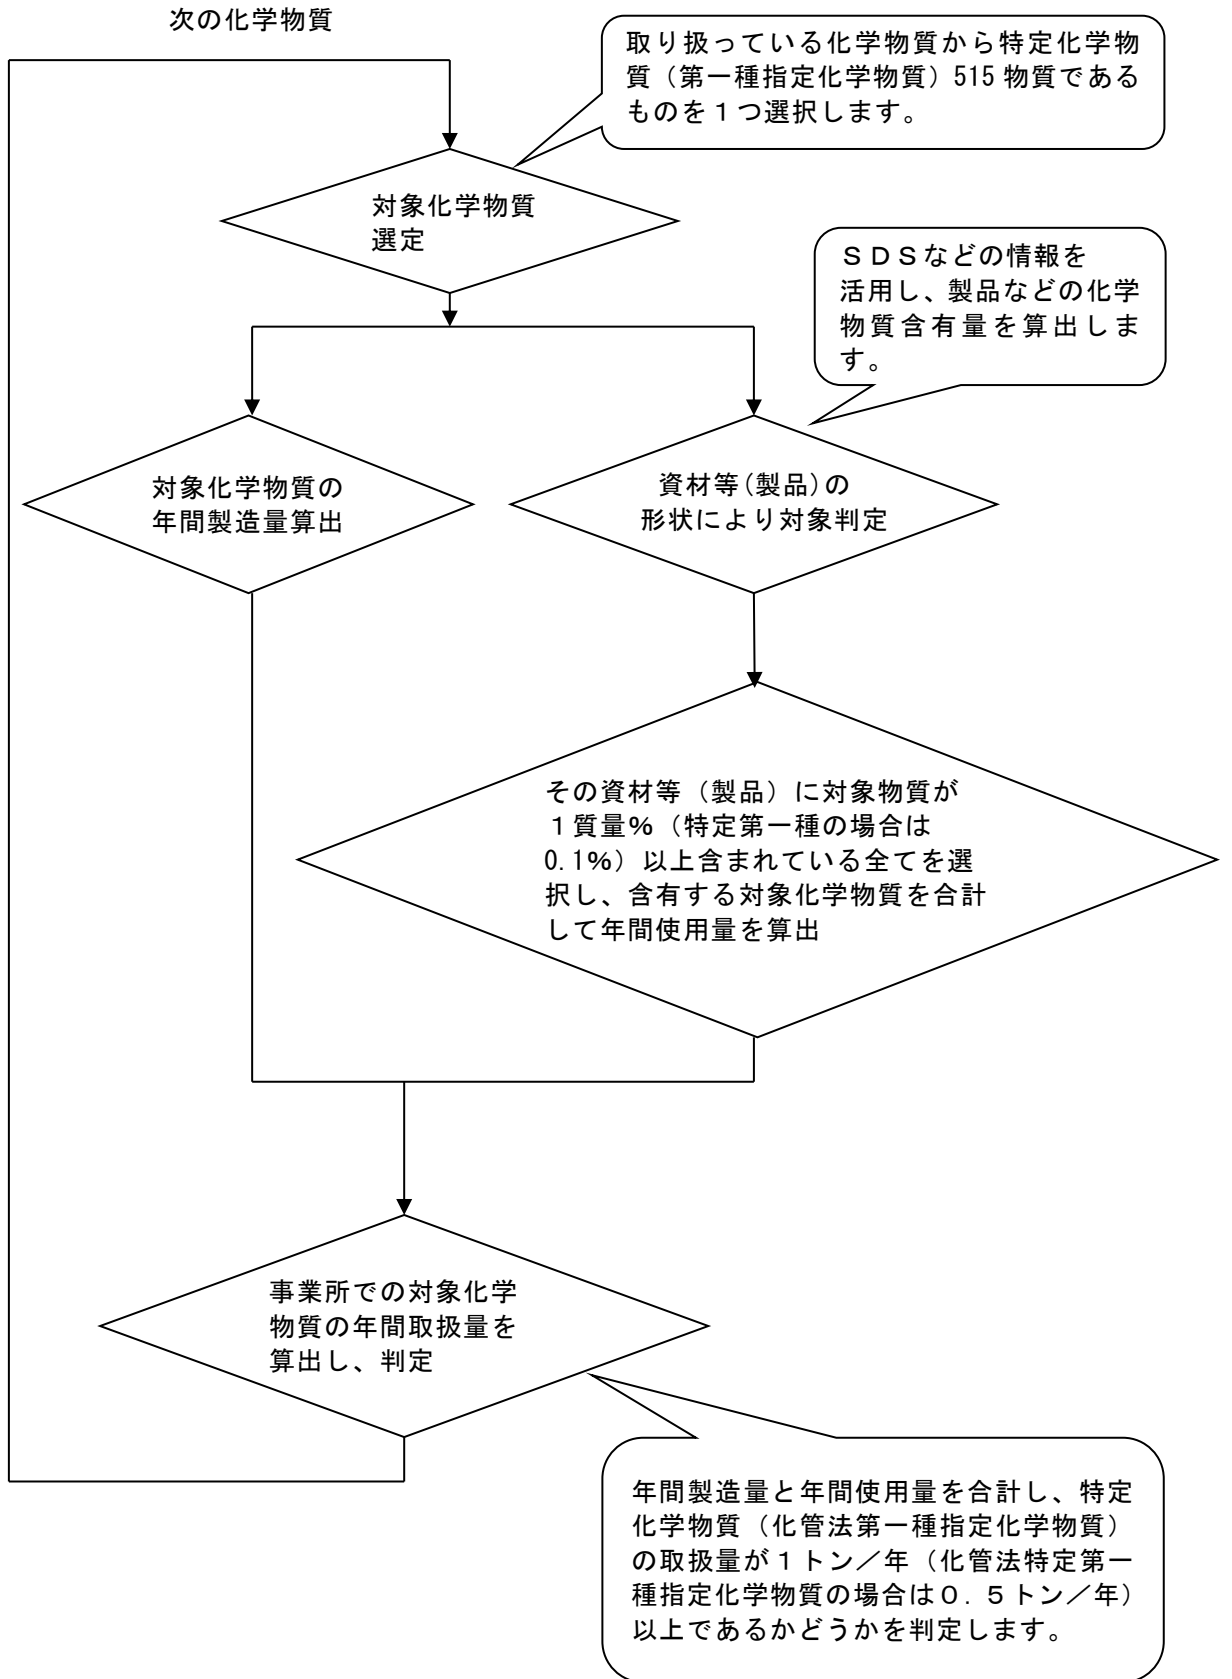 次の化学物質
取り扱っている化学物質から特定化学物
質（第一種指定化学物質）515 物質である
ものを１つ選択します。
対象化学物質
選定
ＳＤＳなどの情報を
活用し、製品などの化学
物質含有量を算出しま
す。
対象化学物質の
年間製造量算出
資材等(製品)の
形状により対象判定
その資材等（製品）に対象物質が
１質量%（特定第一種の場合は
0.1%）以上含まれている全てを選
択し、含有する対象化学物質を合計
して年間使用量を算出
事業所での対象化学
物質の年間取扱量を
算出し、判定
年間製造量と年間使用量を合計し、特定
化学物質（化管法第一種指定化学物質）
の取扱量が１トン／年（化管法特定第一
種指定化学物質の場合は０．５トン／年）
以上であるかどうかを判定します。